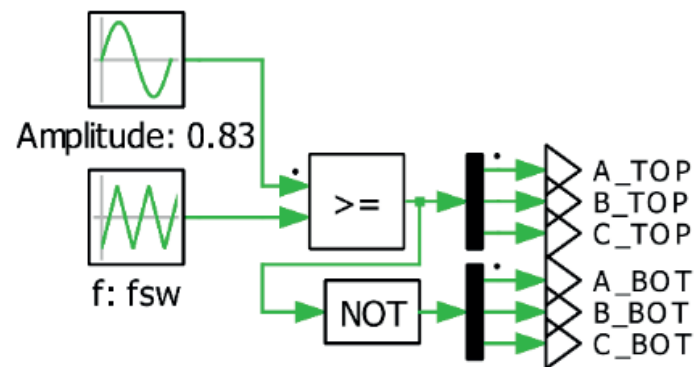 Amplitude: 0.83
>=
f: fsw
NOT
A_TOP
B_TOP
C_TOP
A_BOT
B_BOT
C_BOT